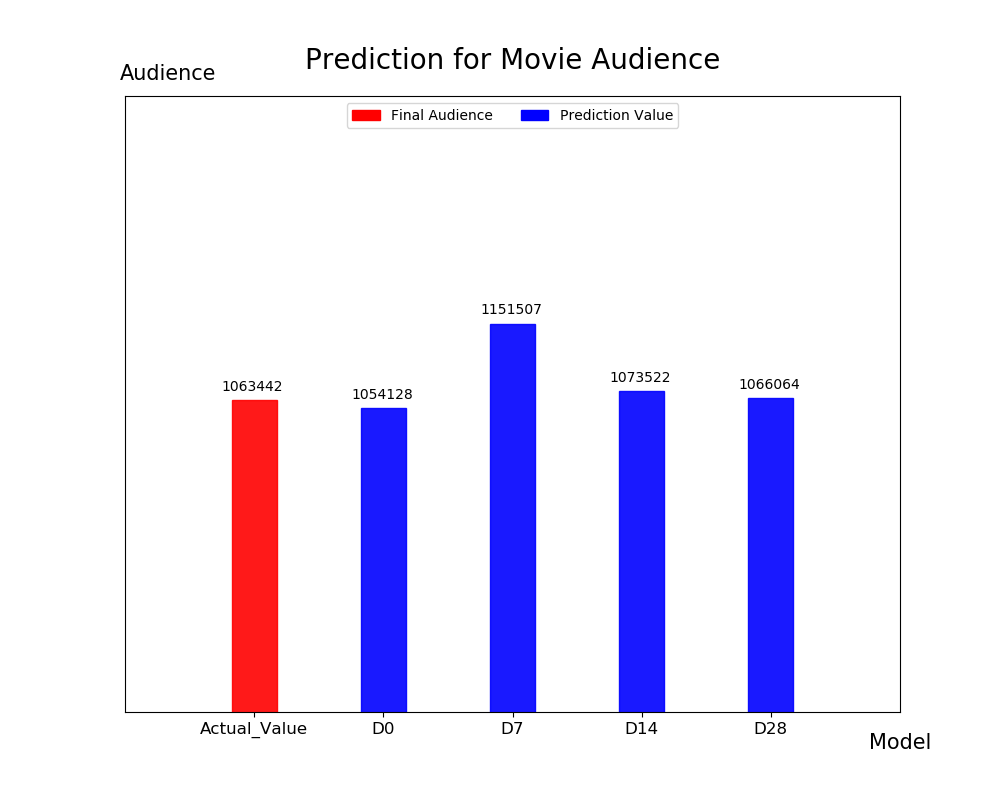 Prediction for Movie Audience
Audience
Final Audience
Prediction Value
1063442
1054128
1151507
1073522
1066064
Actual_Value
D0
D7
D14
D28
Model